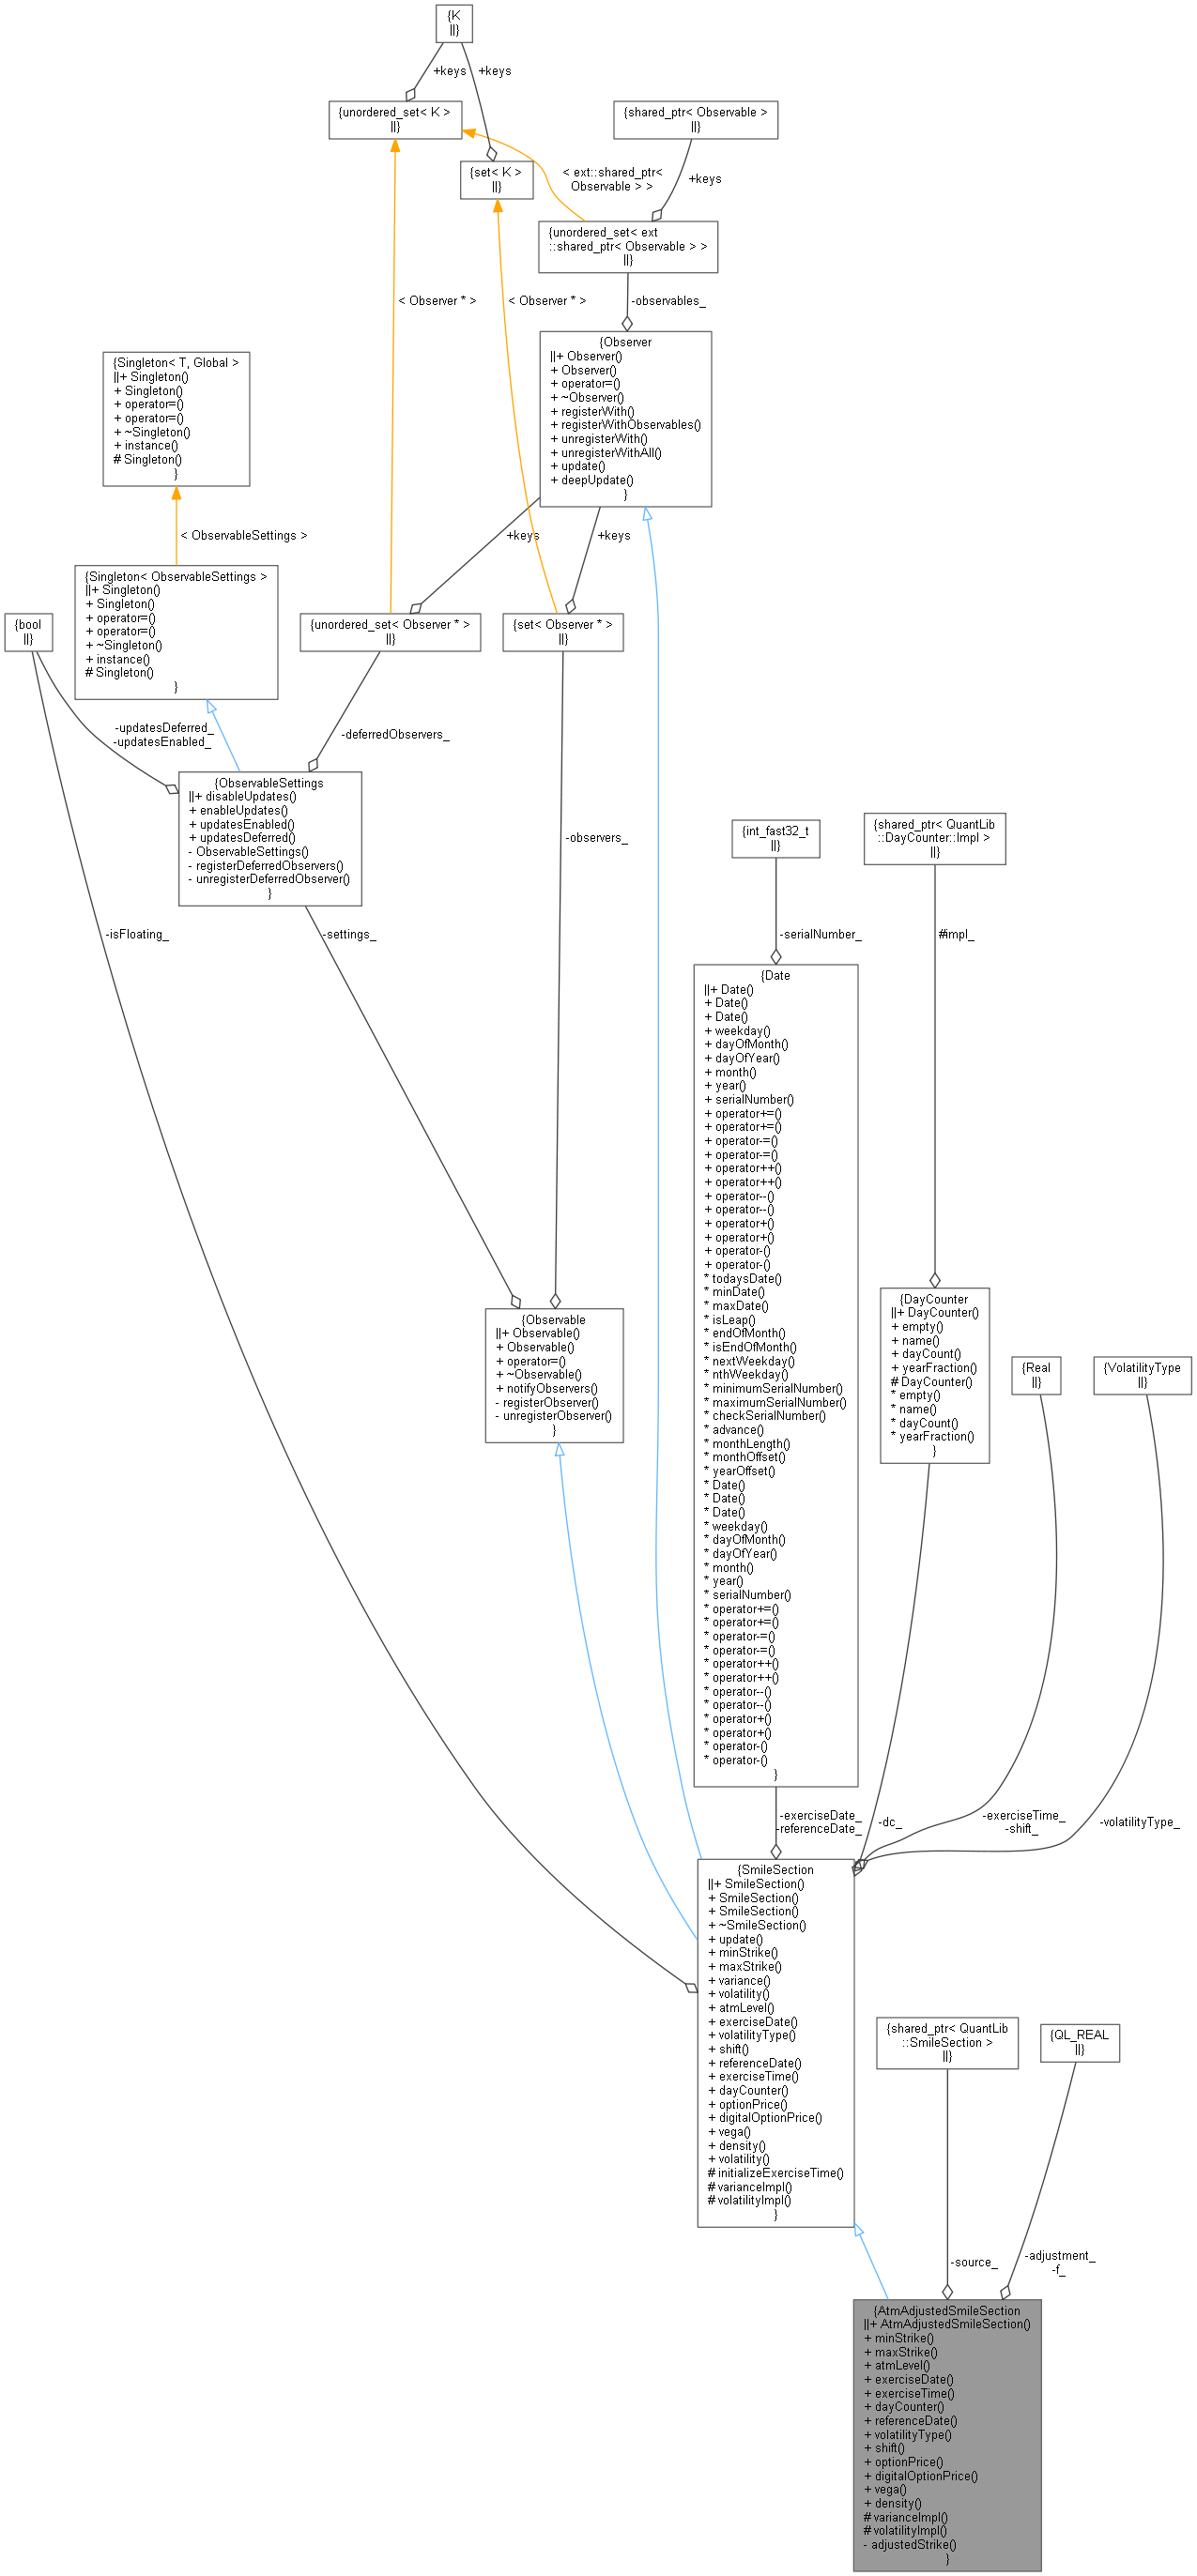 {K
||}
+keys
+keys
{unordered_set< K >
||}
{shared_ptr< Observable >
||}
{set< K >
||}
< ext::shared_ptr<
Observable > >
+keys
{unordered_set< ext
::shared_ptr< Observable > >
||}
< Observer * >
< Observer * >
-observables_
{Observer
||+ Observer()
+ Observer()
+ operator=()
+ ~Observer()
+ registerWith()
+ registerWithObservables()
+ unregisterWith()
+ unregisterWithAll()
+ update()
+ deepUpdate()
}
{Singleton< T, Global >
||+ Singleton()
+ Singleton()
+ operator=()
+ operator=()
+ ~Singleton()
+ instance()
# Singleton()
}
< ObservableSettings >
+keys
+keys
{Singleton< ObservableSettings >
||+ Singleton()
+ Singleton()
+ operator=()
+ operator=()
+ ~Singleton()
+ instance()
# Singleton()
}
{bool
||}
{unordered_set< Observer * >
||}
{set< Observer * >
||}
-updatesDeferred_
-updatesEnabled_
-deferredObservers_
{ObservableSettings
||+ disableUpdates()
+ enableUpdates()
+ updatesEnabled()
+ updatesDeferred()
- ObservableSettings()
- registerDeferredObservers()
- unregisterDeferredObserver()
}
-observers_
{int_fast32_t
||}
{shared_ptr< QuantLib
::DayCounter::Impl >
||}
-isFloating_
-settings_
-serialNumber_
#impl_
{Date
||+ Date()
+ Date()
+ Date()
+ weekday()
+ dayOfMonth()
+ dayOfYear()
+ month()
+ year()
+ serialNumber()
+ operator+=()
+ operator+=()
+ operator-=()
+ operator-=()
+ operator++()
+ operator++()
+ operator--()
+ operator--()
+ operator+()
+ operator+()
+ operator-()
+ operator-()
* todaysDate()
* minDate()
* maxDate()
* isLeap()
* endOfMonth()
* isEndOfMonth()
* nextWeekday()
* nthWeekday()
* minimumSerialNumber()
* maximumSerialNumber()
* checkSerialNumber()
* advance()
* monthLength()
* monthOffset()
* yearOffset()
* Date()
* Date()
* Date()
* weekday()
* dayOfMonth()
* dayOfYear()
* month()
* year()
* serialNumber()
* operator+=()
* operator+=()
* operator-=()
* operator-=()
* operator++()
* operator++()
* operator--()
* operator--()
* operator+()
* operator+()
* operator-()
* operator-()
}
{Observable
||+ Observable()
+ Observable()
+ operator=()
+ ~Observable()
+ notifyObservers()
- registerObserver()
- unregisterObserver()
}
{DayCounter
||+ DayCounter()
+ empty()
+ name()
+ dayCount()
+ yearFraction()
# DayCounter()
* empty()
* name()
* dayCount()
* yearFraction()
}
{Real
||}
{VolatilityType
||}
-exerciseDate_
-referenceDate_
-dc_
-exerciseTime_
-shift_
-volatilityType_
{SmileSection
||+ SmileSection()
+ SmileSection()
+ SmileSection()
+ ~SmileSection()
+ update()
+ minStrike()
+ maxStrike()
+ variance()
+ volatility()
+ atmLevel()
+ exerciseDate()
+ volatilityType()
+ shift()
+ referenceDate()
+ exerciseTime()
+ dayCounter()
+ optionPrice()
+ digitalOptionPrice()
+ vega()
+ density()
+ volatility()
# initializeExerciseTime()
# varianceImpl()
# volatilityImpl()
}
{shared_ptr< QuantLib
::SmileSection >
||}
{QL_REAL
||}
-source_
-adjustment_
-f_
{AtmAdjustedSmileSection
||+ AtmAdjustedSmileSection()
+ minStrike()
+ maxStrike()
+ atmLevel()
+ exerciseDate()
+ exerciseTime()
+ dayCounter()
+ referenceDate()
+ volatilityType()
+ shift()
+ optionPrice()
+ digitalOptionPrice()
+ vega()
+ density()
# varianceImpl()
# volatilityImpl()
- adjustedStrike()
}